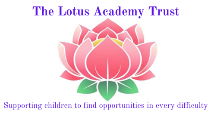 The Lotus Academy Trust
Supporting children to find opportunities in every difficulty